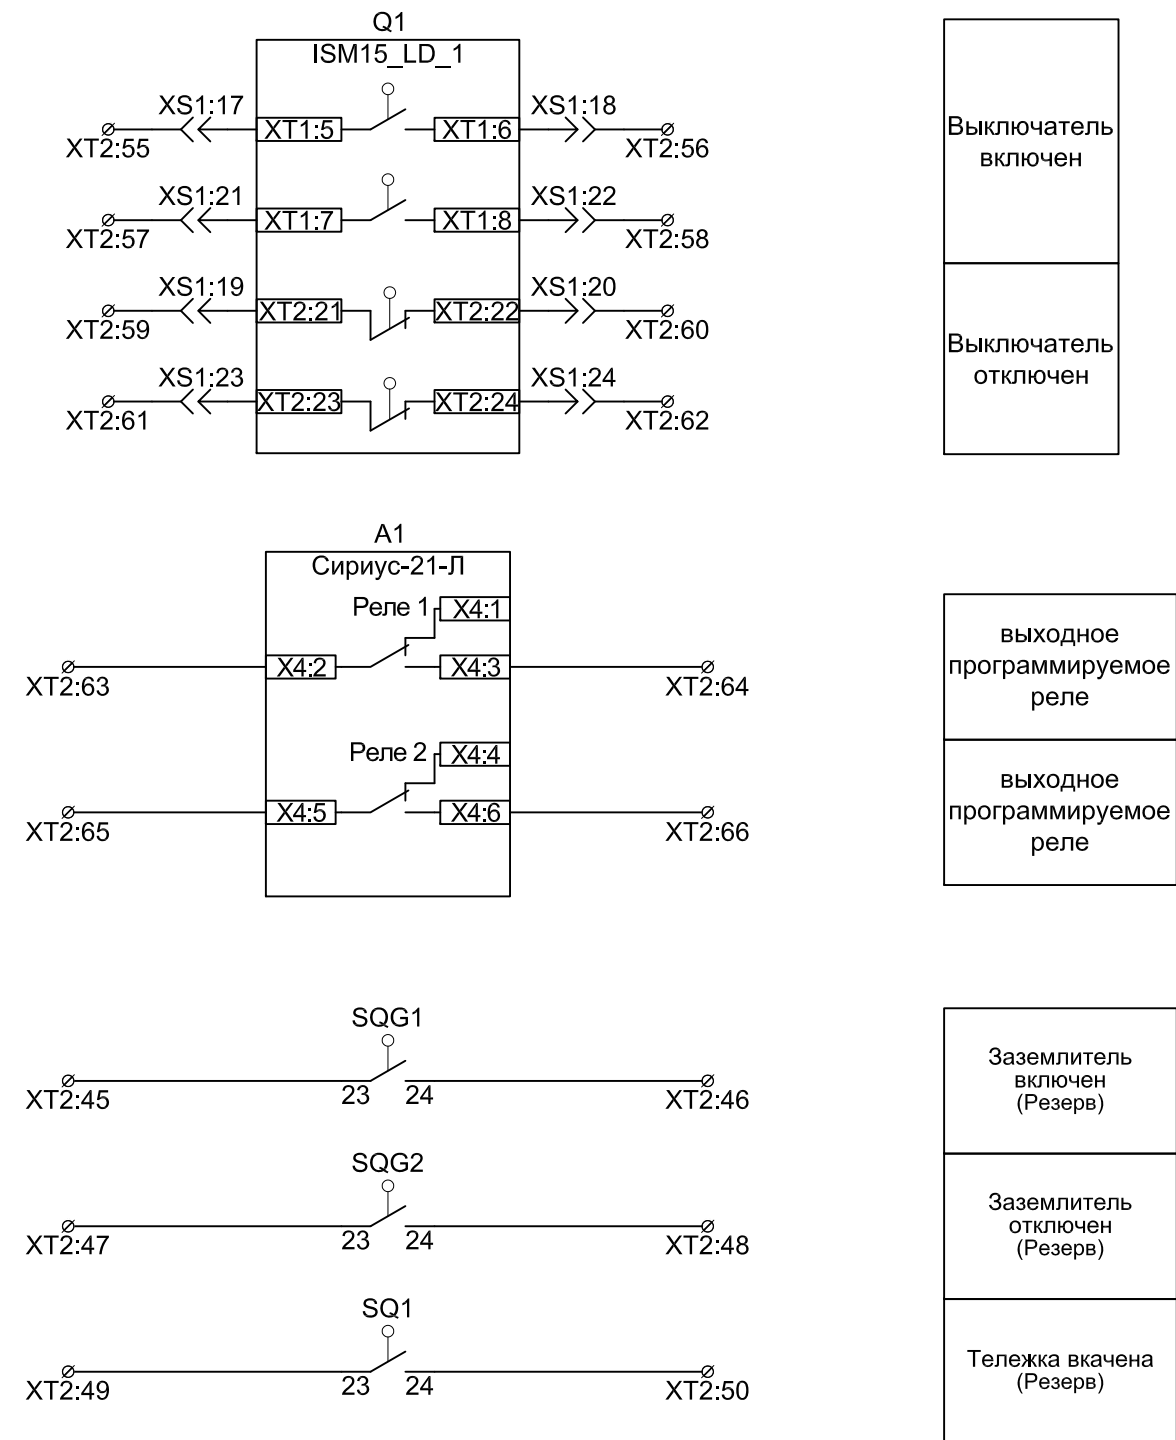 Q1
ISM15_LD_1
XS1:17
XS1:18
XT1:5
XT1:6
XT2:55
XT2:56
XS1:21
XS1:22
XT1:7
XT1:8
XT2:57
XT2:58
XS1:19
XS1:20
XT2:21
XT2:22
XT2:59
XT2:60
XS1:23
XS1:24
XT2:23
XT2:24
XT2:61
XT2:62
Выключатель
включен
Выключатель
отключен
A1
Сириус-21-Л
Реле 1
X4:1
X4:2
X4:3
XT2:63
XT2:64
Реле 2
X4:4
X4:5
X4:6
XT2:65
XT2:66
выходное
программируемое
реле
выходное
программируемое
реле
SQG1
XT2:45
23
24
XT2:46
SQG2
XT2:47
23
24
XT2:48
SQ1
XT2:49
23
24
XT2:50
Заземлитель
включен
(Резерв)
Заземлитель
отключен
(Резерв)
Тележка вкачена
(Резерв)